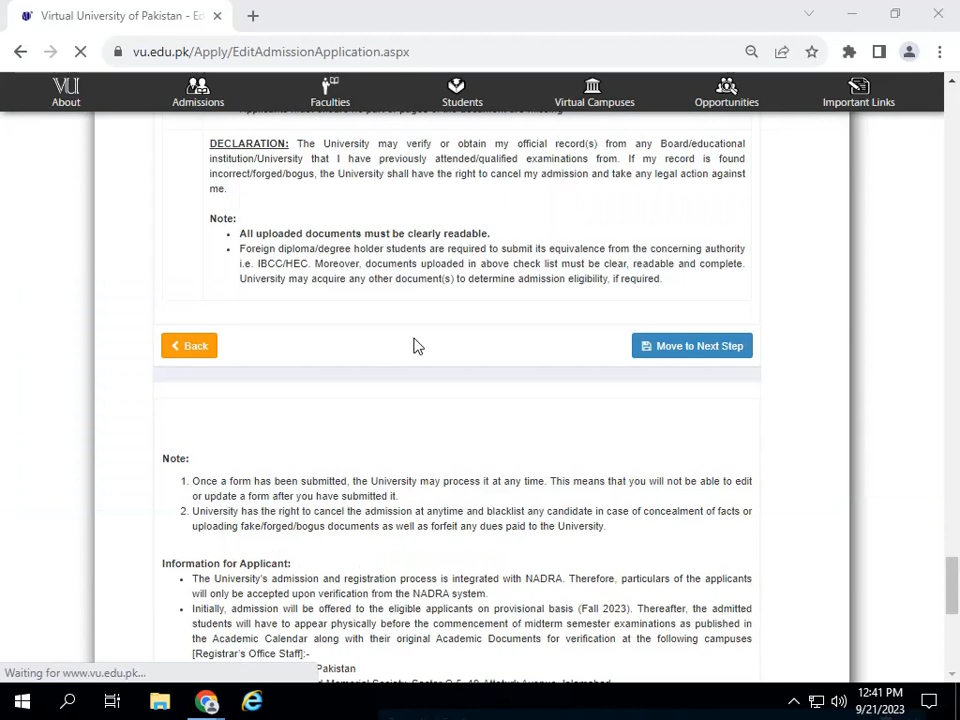 Virtual University of Pakistan - Ed
vu.edu.pk/Apply/EditAdmissionApplication.aspx
VU
About
Admissions
Faculties
Students
Virtual Campuses
Opportunities
Important Links
DECLARATION: The University may verify or obtain my official record(s) from any Board/educational
institution/University that I have previously attended/qualified examinations from. If my record is found
incorrect/forged/bogus, the University shall have the right to cancel my admission and take any legal action against
me.
Note:
• All uploaded documents must be clearly readable.
• Foreign diploma/degree holder students are required to submit its equivalence from the concerning authority
i.e. IBCC/HEC. Moreover, documents uploaded in above check list must be clear, readable and complete.
University may acquire any other document(s) to determine admission eligibility, if required.
Back
Move to Next Step
Note:
1. Once a form has been submitted, the University may process it at any time. This means that you will not be able to edit
or update a form after you have submitted it.
2. University has the right to cancel the admission at anytime and blacklist any candidate in case of concealment of facts or
uploading fake/forged/bogus documents as well as forfeit any dues paid to the University.
Information for Applicant:
• The University's admission and registration process is integrated with NADRA. Therefore, particulars of the applicants
will only be accepted upon verification from the NADRA system.
• Initially, admission will be offered to the eligible applicants on provisional basis (Fall 2023). Thereafter, the admitted
students will have to appear physically before the commencement of midterm semester examinations as published in
the Academic Calendar along with their original Academic Documents for verification at the following campuses
[Registrar's Office Staff]:-
Pakistan
Waiting for www.vu.edu.pk...
12:41 PM
9/21/2023